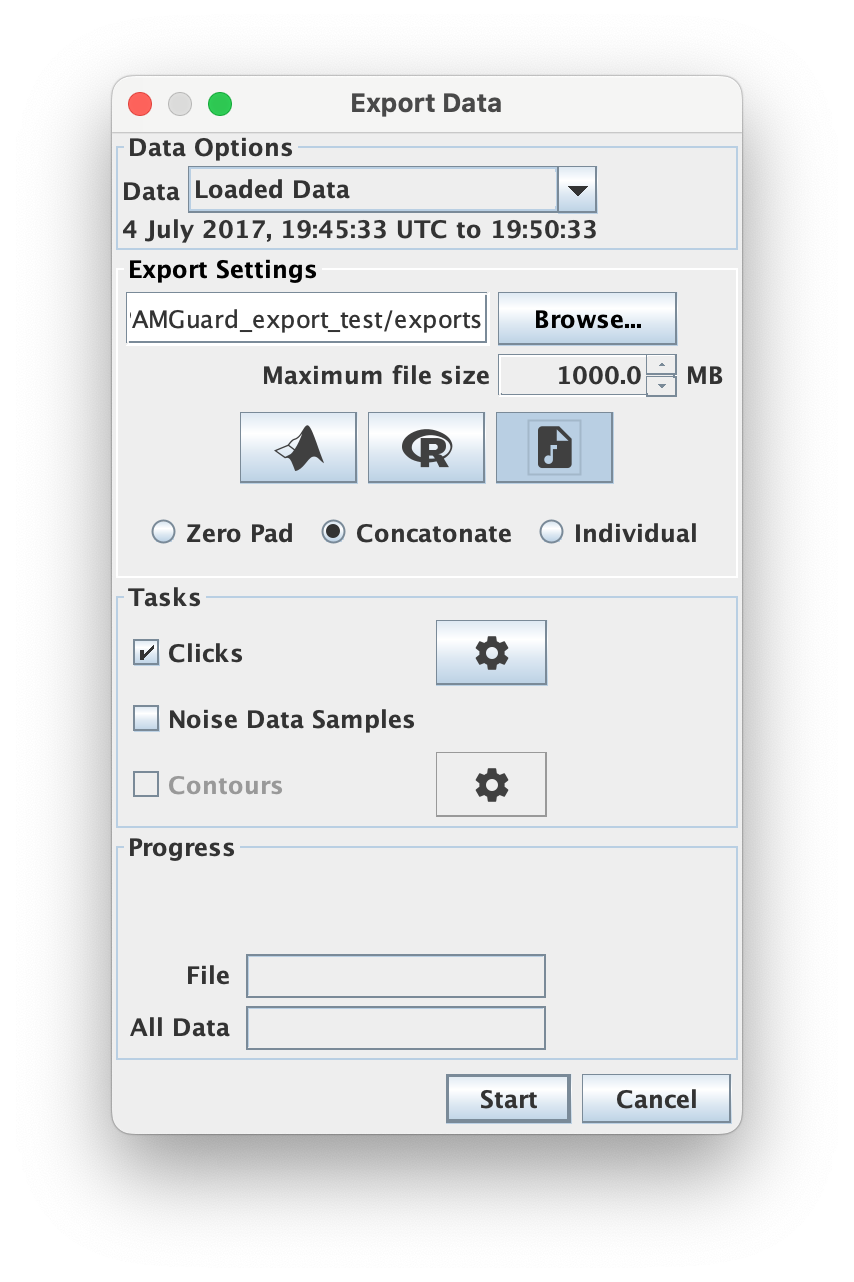 Export Data
Data Options
Data Loaded Data
4 July 2017, 19:45:33 UTC to 19:50:33
Export Settings
AMGuard_export_test/exports Browse...
Maximum file size 1000.0 MB
R
Zero Pad Concatonate Individual
Tasks
Clicks
Noise Data Samples
Contours
Progress
File
All Data
Start Cancel